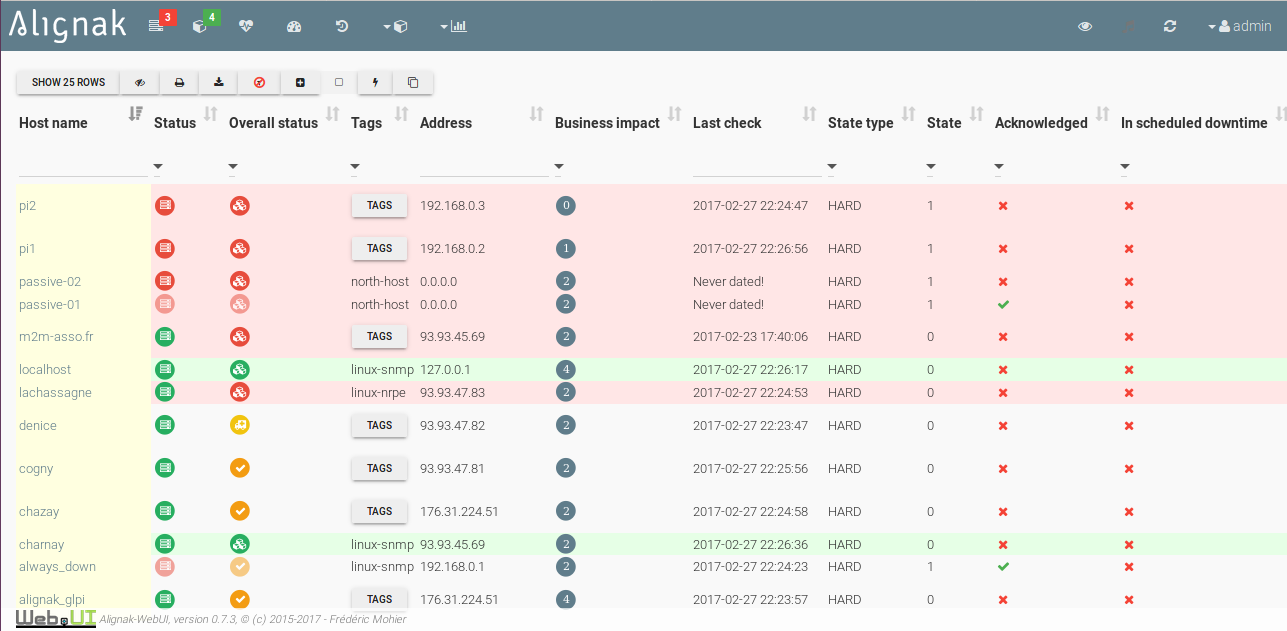 Alignak 3 4 admin
SHOW 25 ROWS
Host name Status Overall status Tags Address Business impact Last check State type State Acknowledged In scheduled downtime
pi2 TAGS 192.168.0.3 0 2017-02-27 22:24:47 HARD 1
pi1 TAGS 192.168.0.2 1 2017-02-27 22:26:56 HARD 1
passive-02 north-host 0.0.0.0 2 Never dated! HARD 1
passive-01 north-host 0.0.0.0 2 Never dated! HARD 1
m2m-asso.fr TAGS 93.93.45.69 2 2017-02-23 17:40:06 HARD 0
localhost linux-snmp 127.0.0.1 4 2017-02-27 22:26:17 HARD 0
lachassagne linux-nrpe 93.93.47.83 2 2017-02-27 22:24:53 HARD 0
denice TAGS 93.93.47.82 2 2017-02-27 22:23:47 HARD 0
cogny TAGS 93.93.47.81 2 2017-02-27 22:25:56 HARD 0
chazay TAGS 176.31.224.51 2 2017-02-27 22:24:58 HARD 0
charnay linux-snmp 93.93.45.69 2 2017-02-27 22:26:36 HARD 0
always_down linux-snmp 192.168.0.1 2 2017-02-27 22:24:23 HARD 1
alignak_glpi TAGS 176.31.224.51 4 2017-02-27 22:23:57 HARD 0
Web UI Alignak-WebUI, version 0.7.3, © (c) 2015-2017 - Frédéric Mohier